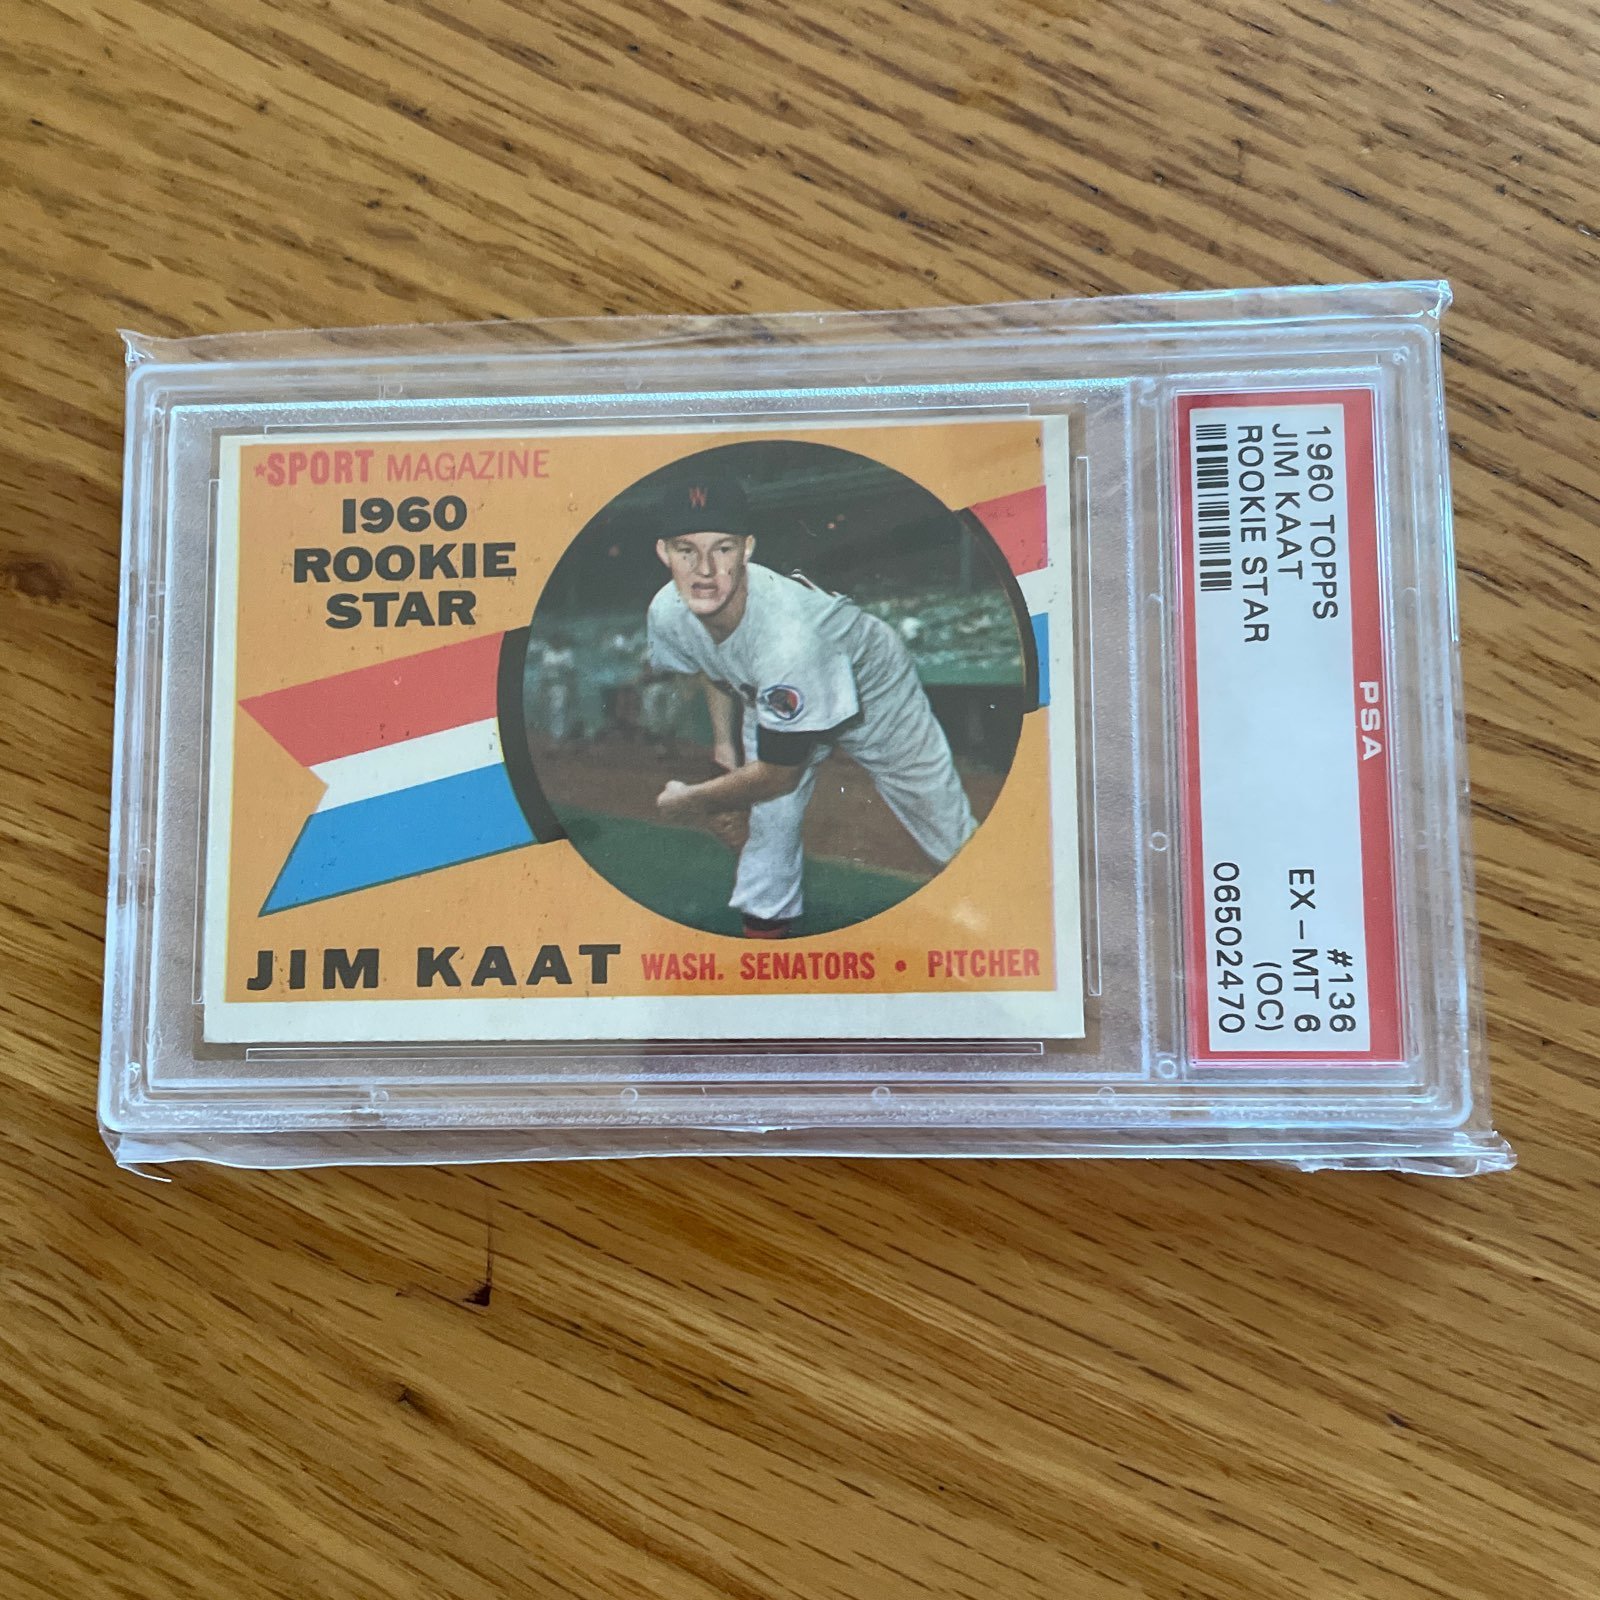 ★SPORT MAGAZINE
1960
ROOKIE
STAR
W
JIM KAAT WASH. SENATORS • PITCHER
PSA
1960 TOPPS #136
JIM KAAT EX-MT 6
ROOKIE STAR (OC)
06502470